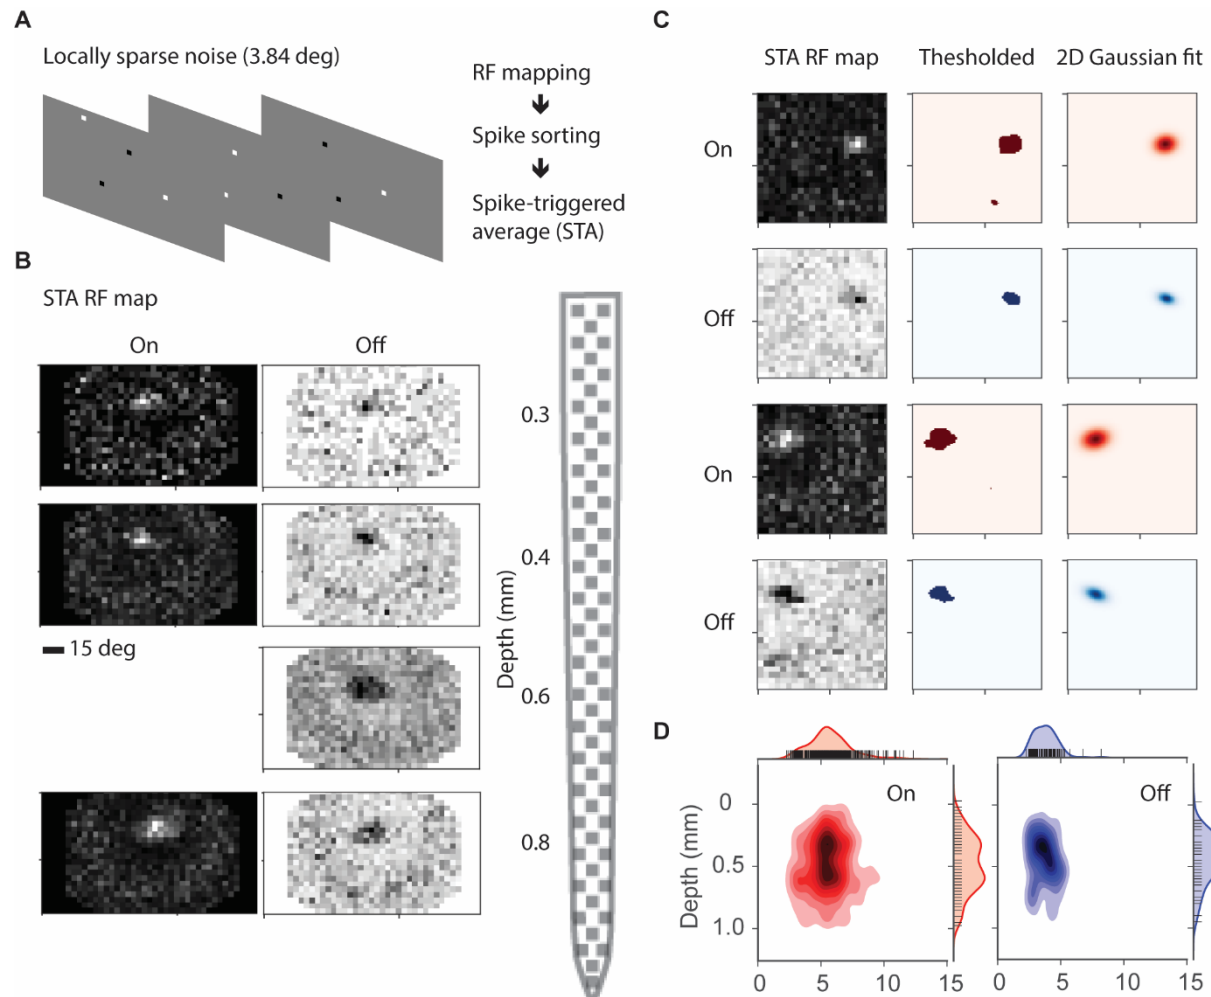 A
Locally sparse noise (3.84 deg)
RF mapping
Spike sorting
Spike-triggered
average (STA)
B
STA RF map
On
Off
0.3
0.4
15 deg
Depth (mm)
0.6
0.8
C
STA RF map
Thesholded
2D Gaussian fit
On
Off
On
Off
D
On
Off
Depth (mm)
0
0.5
1.0
0
5
10
15
0
5
10
15